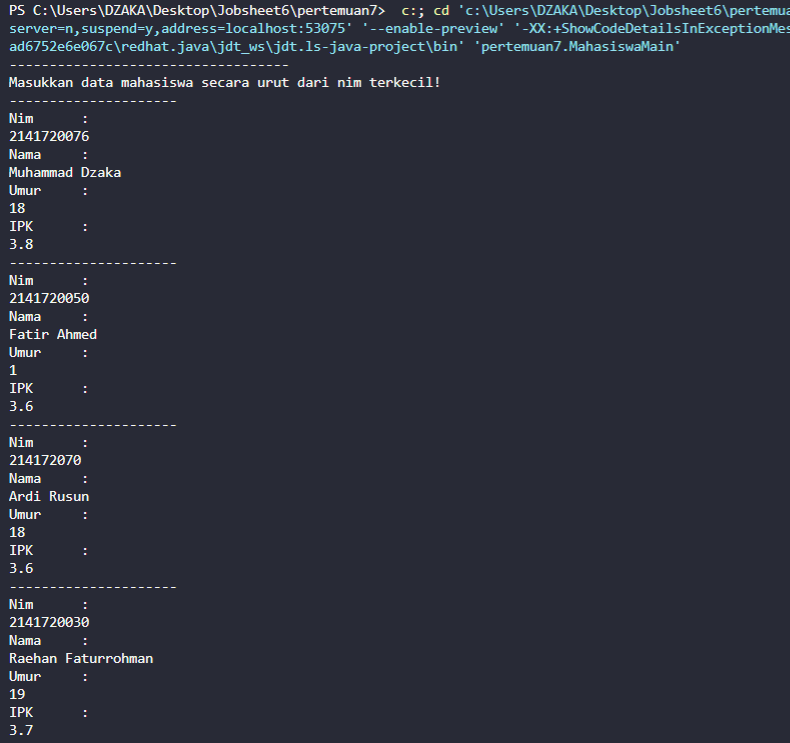 PS C:\Users\DZAKA\Desktop\Jobsheet6\pertemuan7>  c:; cd 'c:\Users\DZAKA\Desktop\Jobsheet6\pertemua
server=n,suspend=y,address=localhost:53075' '--enable-preview' '-XX:+ShowCodeDetailsInExceptionMes
ad6752e6e067c\redhat.java\jdt_ws\jdt.ls-java-project\bin' 'pertemuan7.MahasiswaMain'
-----------------------------------
Masukkan data mahasiswa secara urut dari nim terkecil!
---------------------
Nim      :
2141720076
Nama     :
Muhammad Dzaka
Umur     :
18
IPK      :
3.8
---------------------
Nim      :
2141720050
Nama     :
Fatir Ahmed
Umur     :
1
IPK      :
3.6
---------------------
Nim      :
214172070
Nama     :
Ardi Rusun
Umur     :
18
IPK      :
3.6
---------------------
Nim      :
2141720030
Nama     :
Raehan Faturrohman
Umur     :
19
IPK      :
3.7